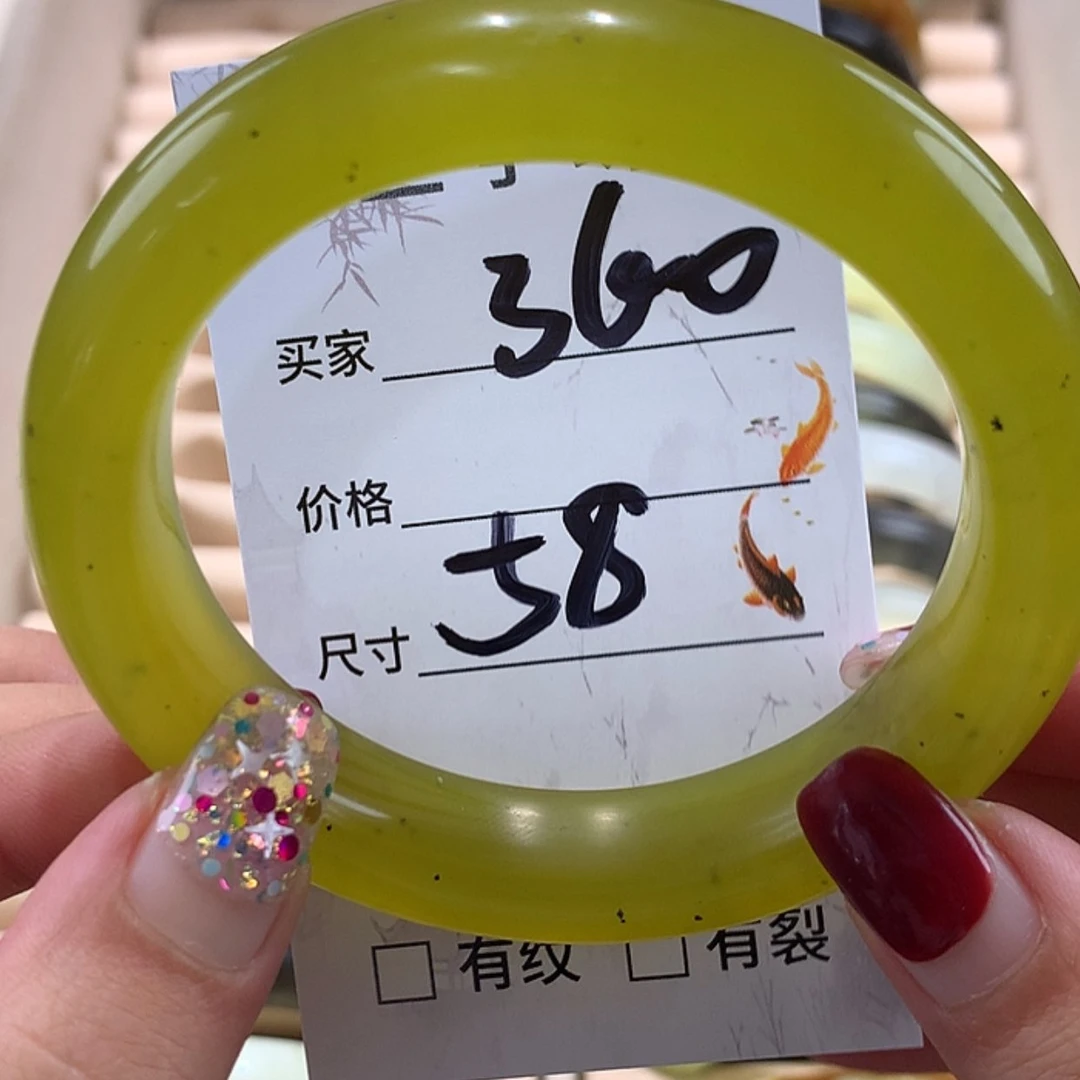 买家 360
价格
尺寸 58
有纹 有裂